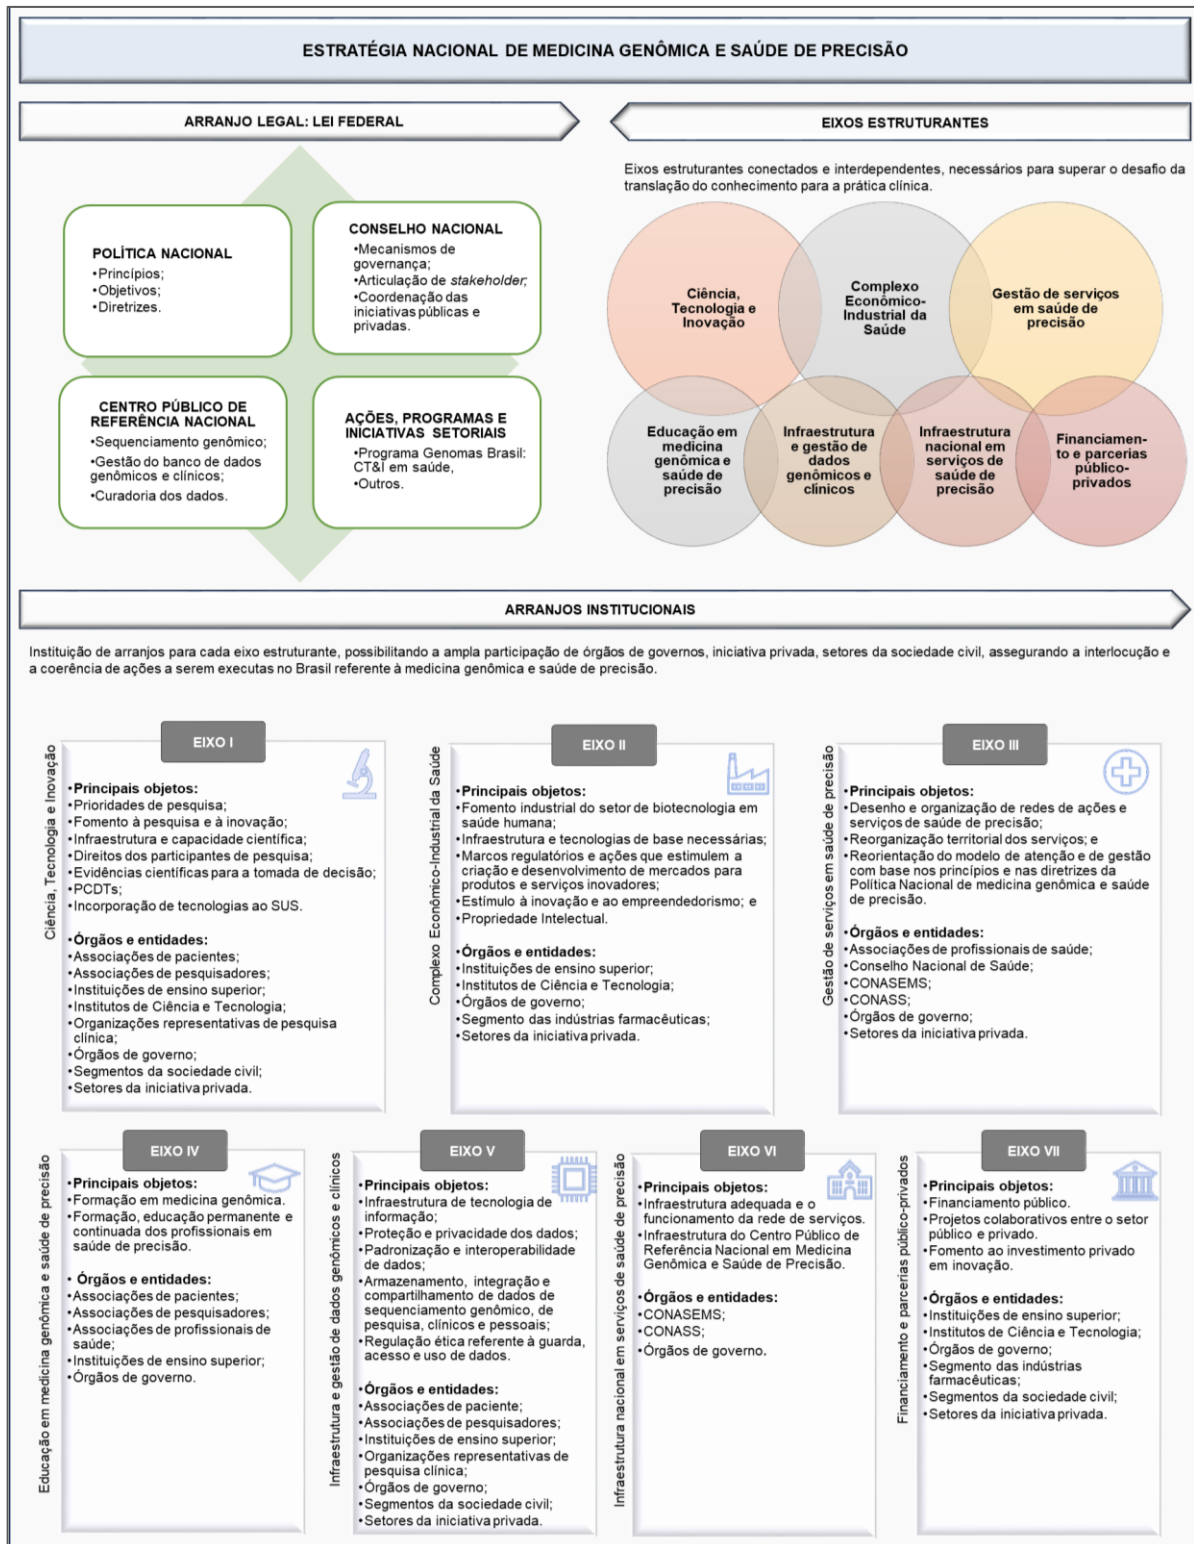 ESTRATÉGIA NACIONAL DE MEDICINA GENÔMICA E SAÚDE DE PRECISÃO
ARRANJO LEGAL: LEI FEDERAL
POLÍTICA NACIONAL
•Princípios;
•Objetivos;
•Diretrizes.
CONSELHO NACIONAL
•Mecanismos de
governança;
•Articulação de stakeholder;
•Coordenação das
iniciativas públicas e
privadas.
CENTRO PÚBLICO DE
REFERÊNCIA NACIONAL
•Sequenciamento genômico;
•Gestão do banco de dados
genômicos e clínicos;
•Curadoria dos dados.
AÇÕES, PROGRAMAS E
INICIATIVAS SETORIAIS
•Programa Genomas Brasil:
CT&I em saúde,
•Outros.
EIXOS ESTRUTURANTES
Eixos estruturantes conectados e interdependentes, necessários para superar o desafio da
translação do conhecimento para a prática clínica.
Ciência,
Tecnologia e
Inovação
Complexo
Econômico-
Industrial da
Saúde
Gestão de serviços
em saúde de
precisão
Educação em
medicina
genômica e
saúde de
precisão
Infraestrutura
e gestão de
dados
genômicos e
clínicos
Infraestrutura
nacional em
serviços de
saúde de
precisão
Financiamen-
to e parcerias
público-
privados
ARRANJOS INSTITUCIONAIS
Instituição de arranjos para cada eixo estruturante, possibilitando a ampla participação de órgãos de governos, iniciativa privada, setores da sociedade civil, assegurando a interlocução e
a coerência de ações a serem executas no Brasil referente à medicina genômica e saúde de precisão.
EIXO I
Ciência, Tecnologia e Inovação
•Principais objetos:
•Prioridades de pesquisa;
•Fomento à pesquisa e à inovação;
•Infraestrutura e capacidade científica;
•Direitos dos participantes de pesquisa;
•Evidências científicas para a tomada de decisão;
•PCDTs;
•Incorporação de tecnologias ao SUS.
•Órgãos e entidades:
•Associações de pacientes;
•Associações de pesquisadores;
•Instituições de ensino superior;
•Institutos de Ciência e Tecnologia;
•Organizações representativas de pesquisa
clínica;
•Órgãos de governo;
•Segmentos da sociedade civil;
•Setores da iniciativa privada.
EIXO II
Complexo Econômico-Industrial da Saúde
•Principais objetos:
•Fomento industrial do setor de biotecnologia em
saúde humana;
•Infraestrutura e tecnologias de base necessárias;
•Marcos regulatórios e ações que estimulem a
criação e desenvolvimento de mercados para
produtos e serviços inovadores;
•Estímulo à inovação e ao empreendedorismo; e
•Propriedade Intelectual.
•Órgãos e entidades:
•Instituições de ensino superior;
•Institutos de Ciência e Tecnologia;
•Órgãos de governo;
•Segmento das indústrias farmacêuticas;
•Setores da iniciativa privada.
EIXO III
Gestão de serviços em saúde de precisão
•Principais objetos:
•Desenho e organização de redes de ações e
serviços de saúde de precisão;
•Reorganização territorial dos serviços; e
•Reorientação do modelo de atenção e de gestão
com base nos princípios e nas diretrizes da
Política Nacional de medicina genômica e saúde
de precisão.
•Órgãos e entidades:
•Associações de profissionais de saúde;
•Conselho Nacional de Saúde;
•CONASEMS;
•CONASS;
•Órgãos de governo;
•Setores da iniciativa privada.
EIXO IV
Educação em medicina genômica e saúde de precisão
•Principais objetos:
•Formação em medicina genômica.
•Formação, educação permanente e
continuada dos profissionais em
saúde de precisão.
• Órgãos e entidades:
•Associações de pacientes;
•Associações de pesquisadores;
•Associações de profissionais de
saúde;
•Instituições de ensino superior;
•Órgãos de governo.
EIXO V
Infraestrutura e gestão de dados genômicos e clínicos
•Principais objetos:
•Infraestrutura de tecnologia de
informação;
•Proteção e privacidade dos dados;
•Padronização e interoperabilidade
de dados;
•Armazenamento, integração e
compartilhamento de dados de
sequenciamento genômico, de
pesquisa, clínicos e pessoais;
•Regulação ética referente à guarda,
acesso e uso de dados.
•Órgãos e entidades:
•Associações de paciente;
•Associações de pesquisadores;
•Instituições de ensino superior;
•Organizações representativas de
pesquisa clínica;
•Órgãos de governo;
•Segmentos da sociedade civil;
•Setores da iniciativa privada.
EIXO VI
Infraestrutura nacional em serviços de saúde de precisão
•Principais objetos:
•Infraestrutura adequada e o
funcionamento da rede de serviços.
•Infraestrutura do Centro Público de
Referência Nacional em Medicina
Genômica e Saúde de Precisão.
•Órgãos e entidades:
•CONASEMS;
•CONASS;
•Órgãos de governo.
EIXO VII
Financiamento e parcerias público-privados
•Principais objetos:
•Financiamento público.
•Projetos colaborativos entre o setor
público e privado.
•Fomento ao investimento privado
em inovação.
•Órgãos e entidades:
•Instituições de ensino superior;
•Institutos de Ciência e Tecnologia;
•Órgãos de governo;
•Segmento das indústrias
farmacêuticas;
•Segmentos da sociedade civil;
•Setores da iniciativa privada.